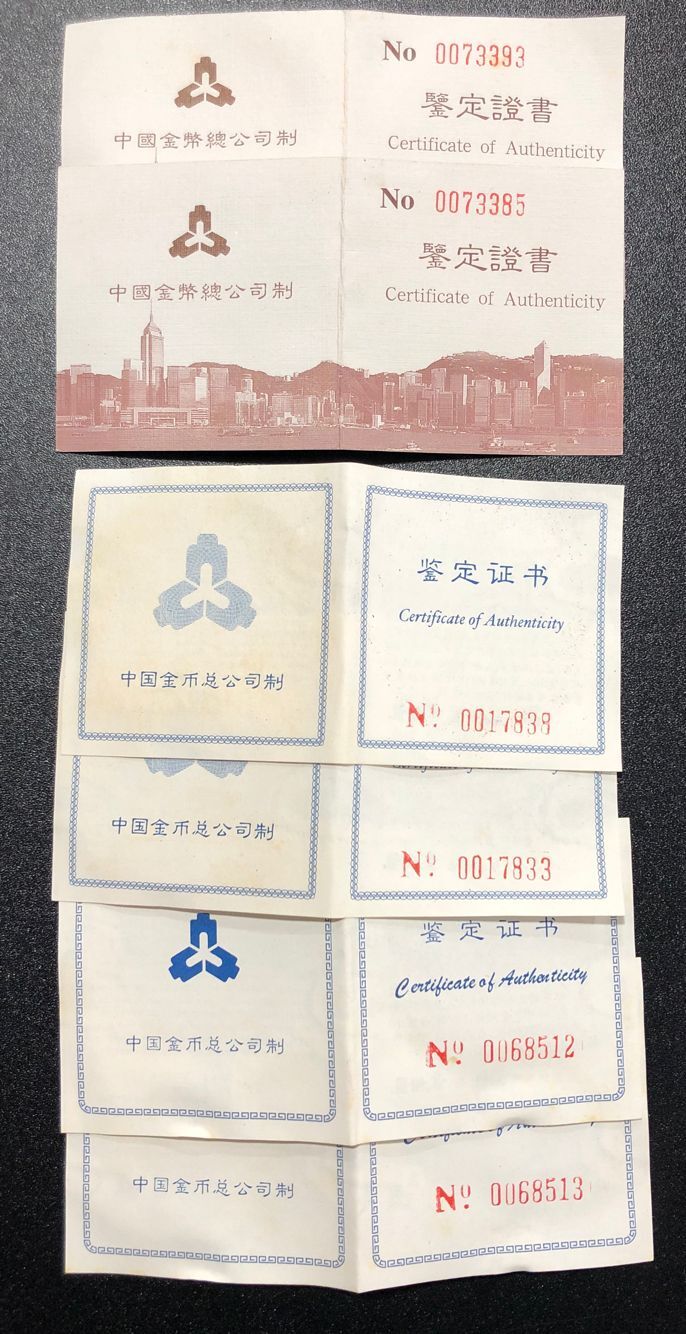 No 0073393
鑒定證書
中國金幣總公司制
Certificate of Authenticity
No 0073385
鑒定證書
中國金幣總公司制
Certificate of Authenticity
鉴定证书
Certificate of Authenticity
中国金币总公司制
Nº 0017838
中国金币总公司制
Nº 0017833
鉴定证书
Certificate of Authenticity
中国金币总公司制
Nº 0068512
中国金币总公司制
Nº 0068513